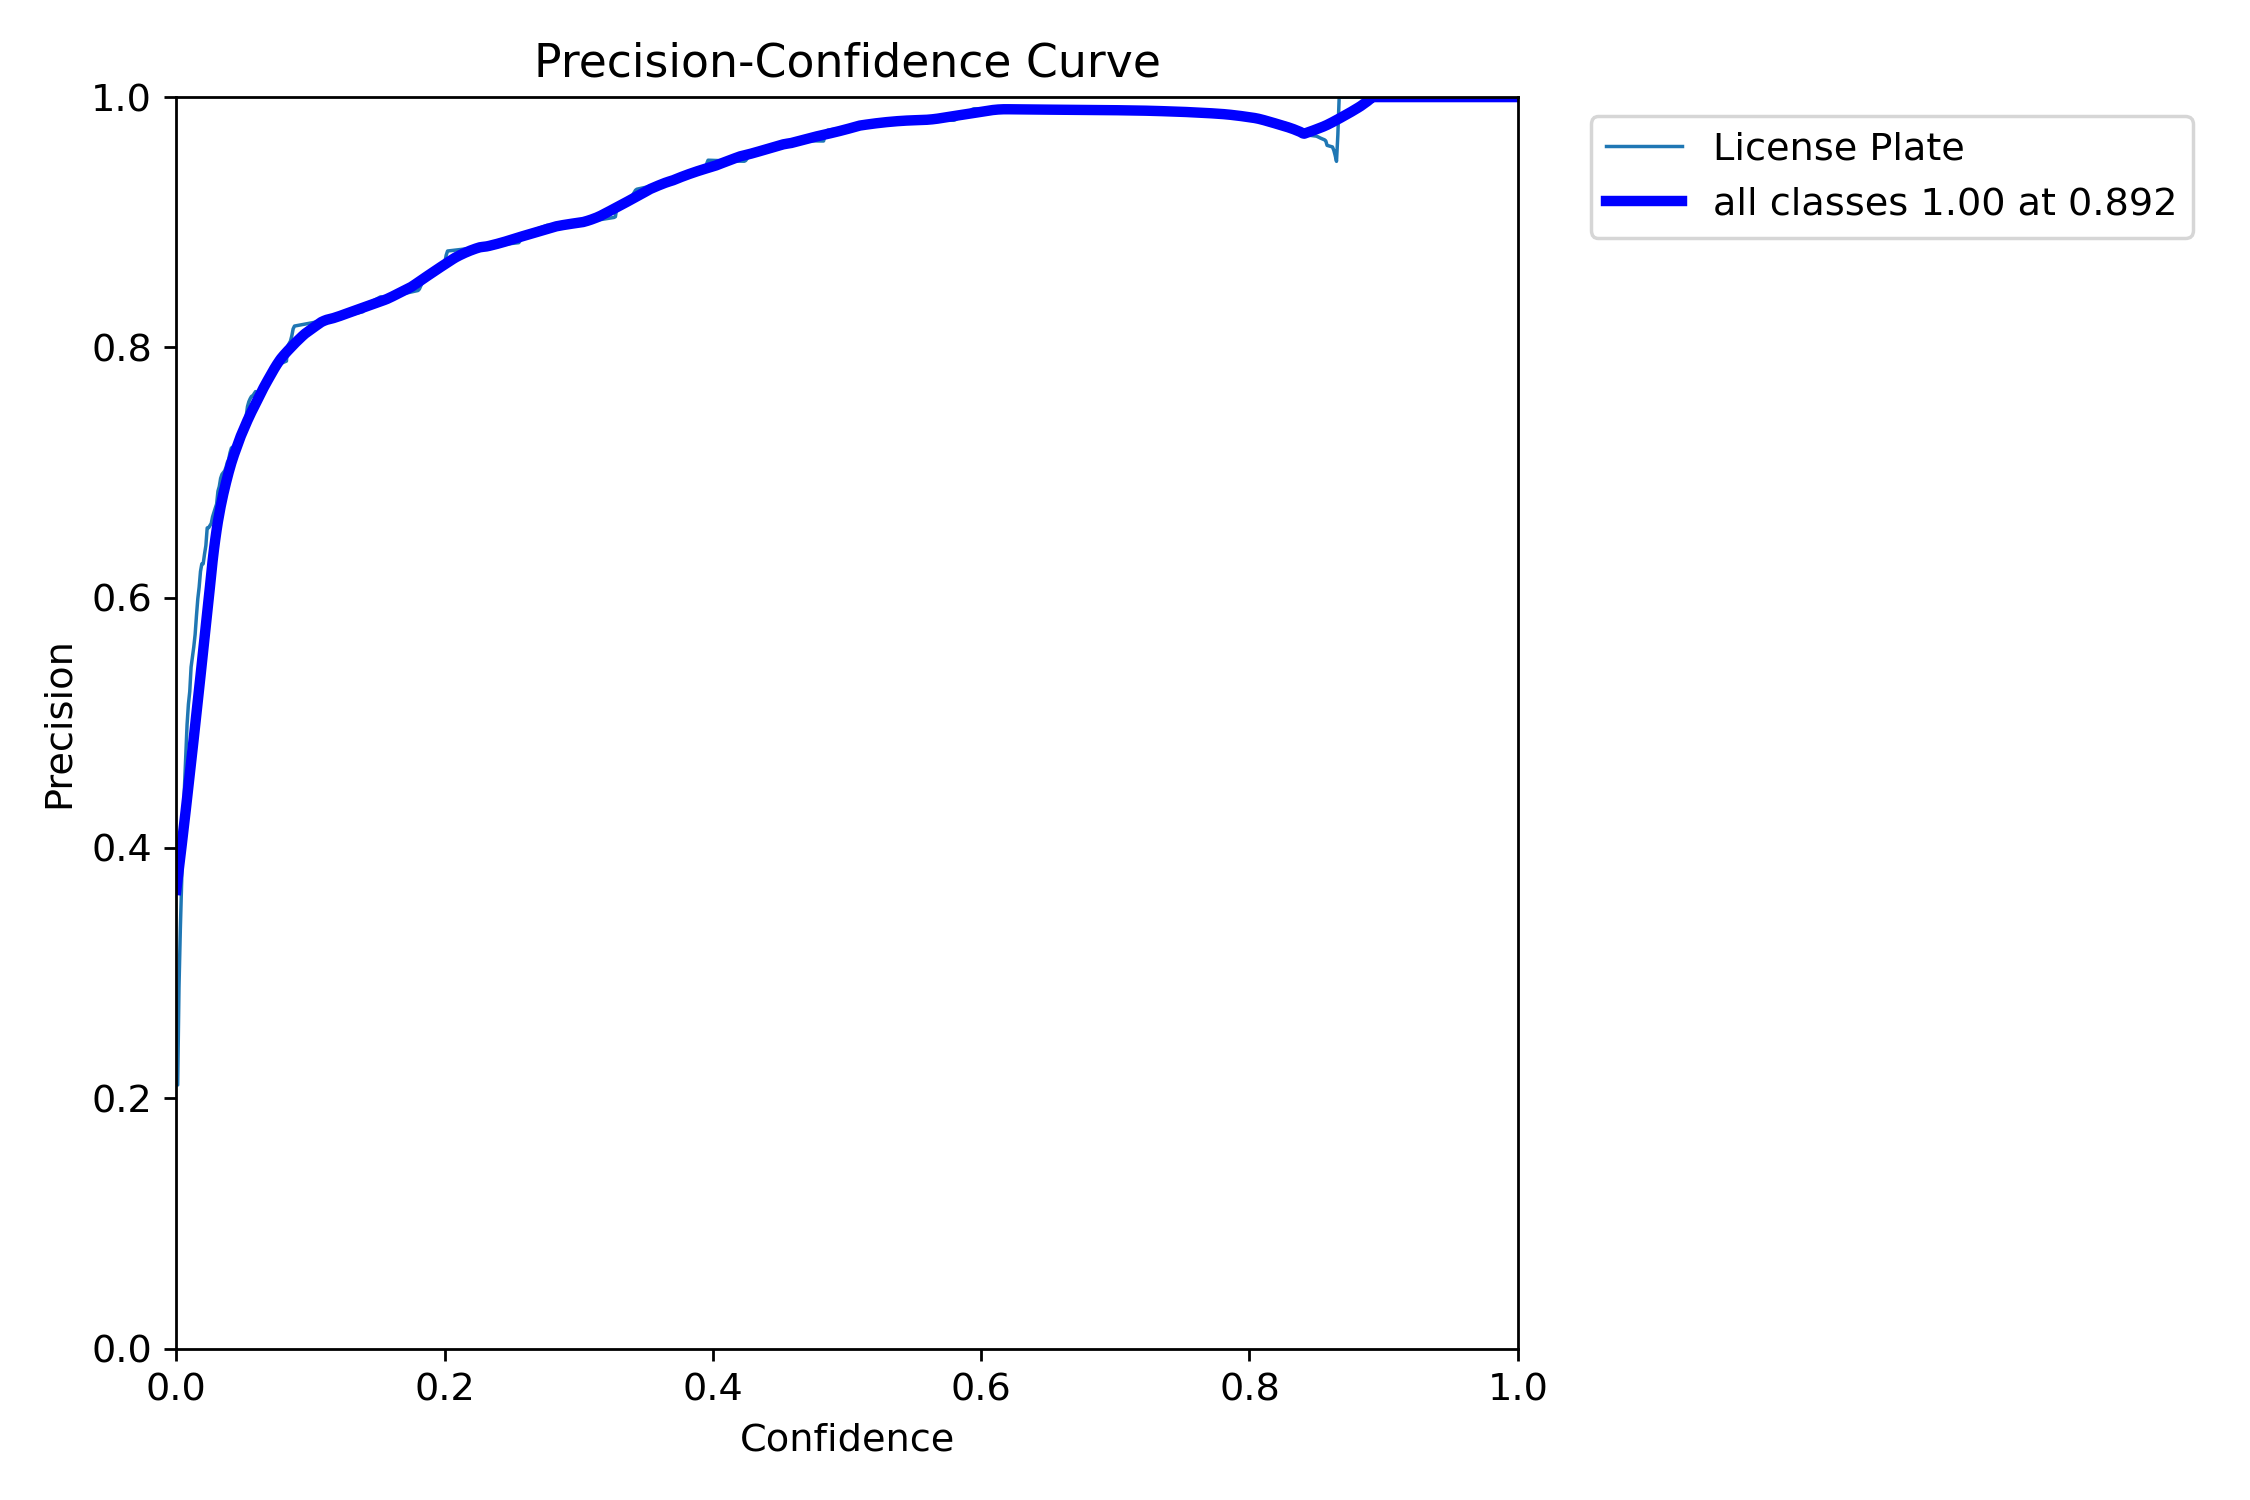 Precision-Confidence Curve
1.0
0.8
0.6
0.4
0.2
0.0
Precision
0.0 0.2 0.4 0.6 0.8 1.0
Confidence
License Plate
all classes 1.00 at 0.892